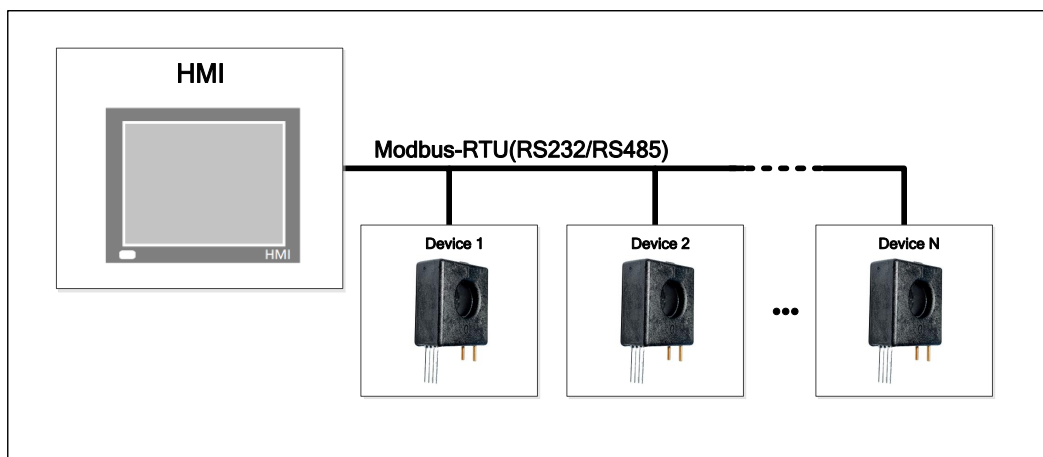 HMI
HMI
Modbus-RTU(RS232/RS485)
Device 1
Device 2
Device N